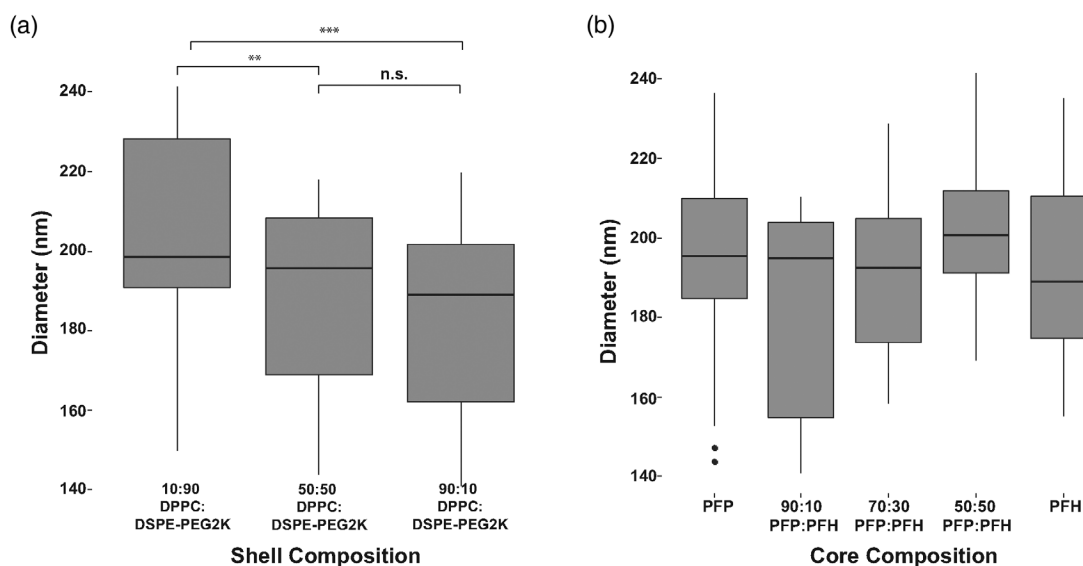 (a)
***
**
n.s.
240-
220-
200-
180-
160-
140-
Diameter (nm)
10:90
DPPC:
DSPE-PEG2K
50:50
DPPC:
DSPE-PEG2K
90:10
DPPC:
DSPE-PEG2K
Shell Composition
(b)
240-
220-
200-
180-
160-
140-
Diameter (nm)
PFP
90:10
PFP:PFH
70:30
PFP:PFH
50:50
PFP:PFH
PFH
Core Composition